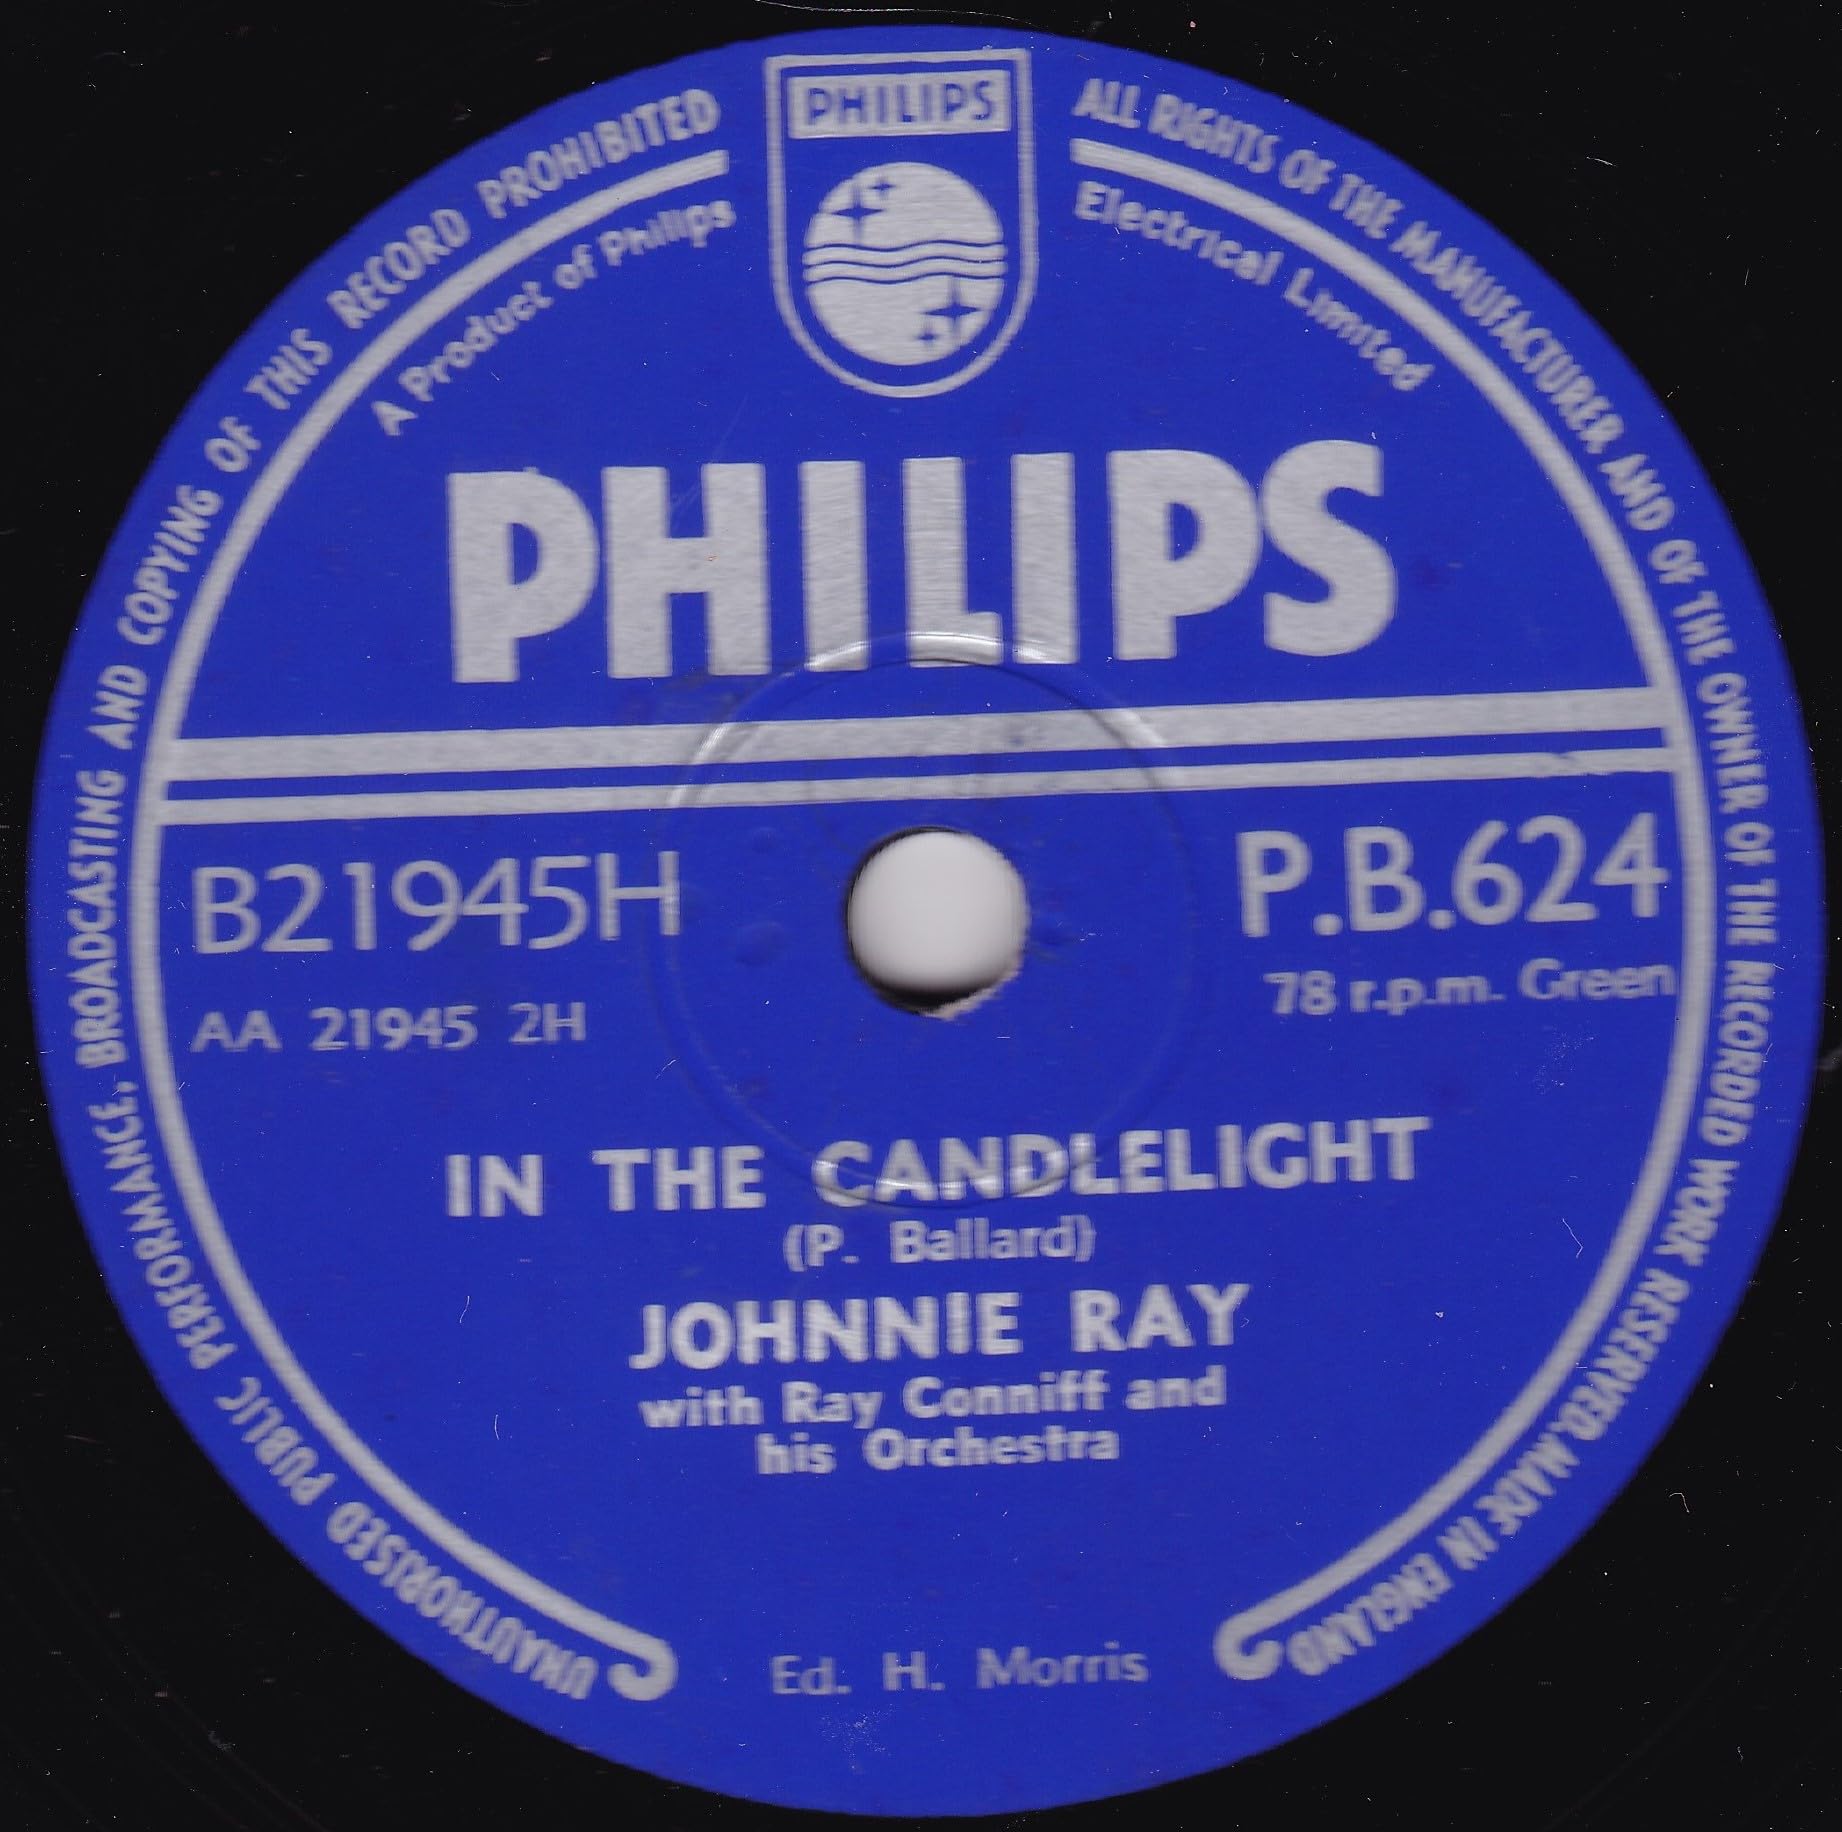 PHILIPS
UNAUTHORISED PUBLIC PERFORMANCE, BROADCASTING AND COPYING OF THIS RECORD PROHIBITED
ALL RIGHTS OF THE MANUFACTURER AND OF THE OWNER OF THE RECORDED WORK RESERVED. MADE IN ENGLAND
A Product of Philips
Electrical Limited
PHILIPS
B21945H
P.B.624
AA 21945 2H
78 r.p.m. Green
IN THE CANDLELIGHT
(P. Ballard)
JOHNNIE RAY
with Ray Conniff and
his Orchestra
Ed. H. Morris